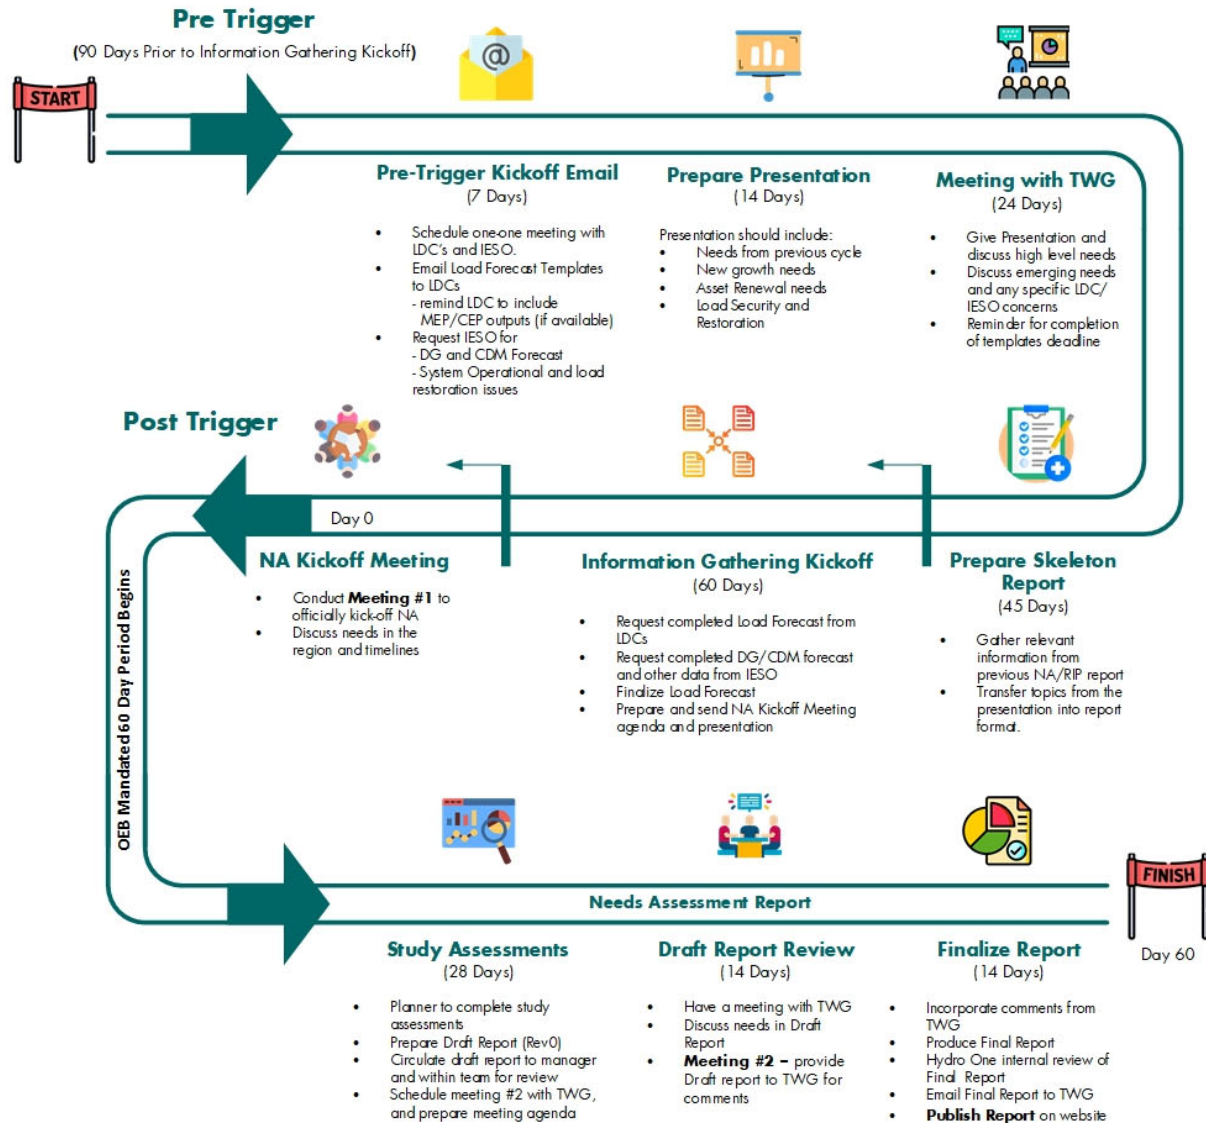 Pre Trigger
(90 Days Prior to Information Gathering Kickoff)
START
Pre-Trigger Kickoff Email
(7 Days)
• Schedule one-one meeting with
LDC's and IESO.
• Email Load Forecast Templates
to LDCs
- remind LDC to include
MEP/CEP outputs (if available)
• Request IESO for
- DG and CDM Forecast
- System Operational and load
restoration issues
Prepare Presentation
(14 Days)
Presentation should include:
• Needs from previous cycle
• New growth needs
• Asset Renewal needs
• Load Security and
Restoration
Meeting with TWG
(24 Days)
• Give Presentation and
discuss high level needs
• Discuss emerging needs
and any specific LDC/
IESO concerns
• Reminder for completion
of templates deadline
Post Trigger
Day 0
NA Kickoff Meeting
• Conduct Meeting #1 to
officially kick-off NA
• Discuss needs in the
region and timelines
Information Gathering Kickoff
(60 Days)
• Request completed Load Forecast from
LDCs
• Request completed DG/CDM forecast
and other data from IESO
• Finalize Load Forecast
• Prepare and send NA Kickoff Meeting
agenda and presentation
Prepare Skeleton
Report
(45 Days)
• Gather relevant
information from
previous NA/RIP report
• Transfer topics from the
presentation into report
format.
OEB Mandated 60 Day Period Begins
Needs Assessment Report
FINISH
Day 60
Study Assessments
(28 Days)
• Planner to complete study
assessments
• Prepare Draft Report (Rev0)
• Circulate draft report to manager
and within team for review
• Schedule meeting #2 with TWG,
and prepare meeting agenda
Draft Report Review
(14 Days)
• Have a meeting with TWG
• Discuss needs in Draft
Report
• Meeting #2 – provide
Draft report to TWG for
comments
Finalize Report
(14 Days)
• Incorporate comments from
TWG
• Produce Final Report
• Hydro One internal review of
Final Report
• Email Final Report to TWG
• Publish Report on website